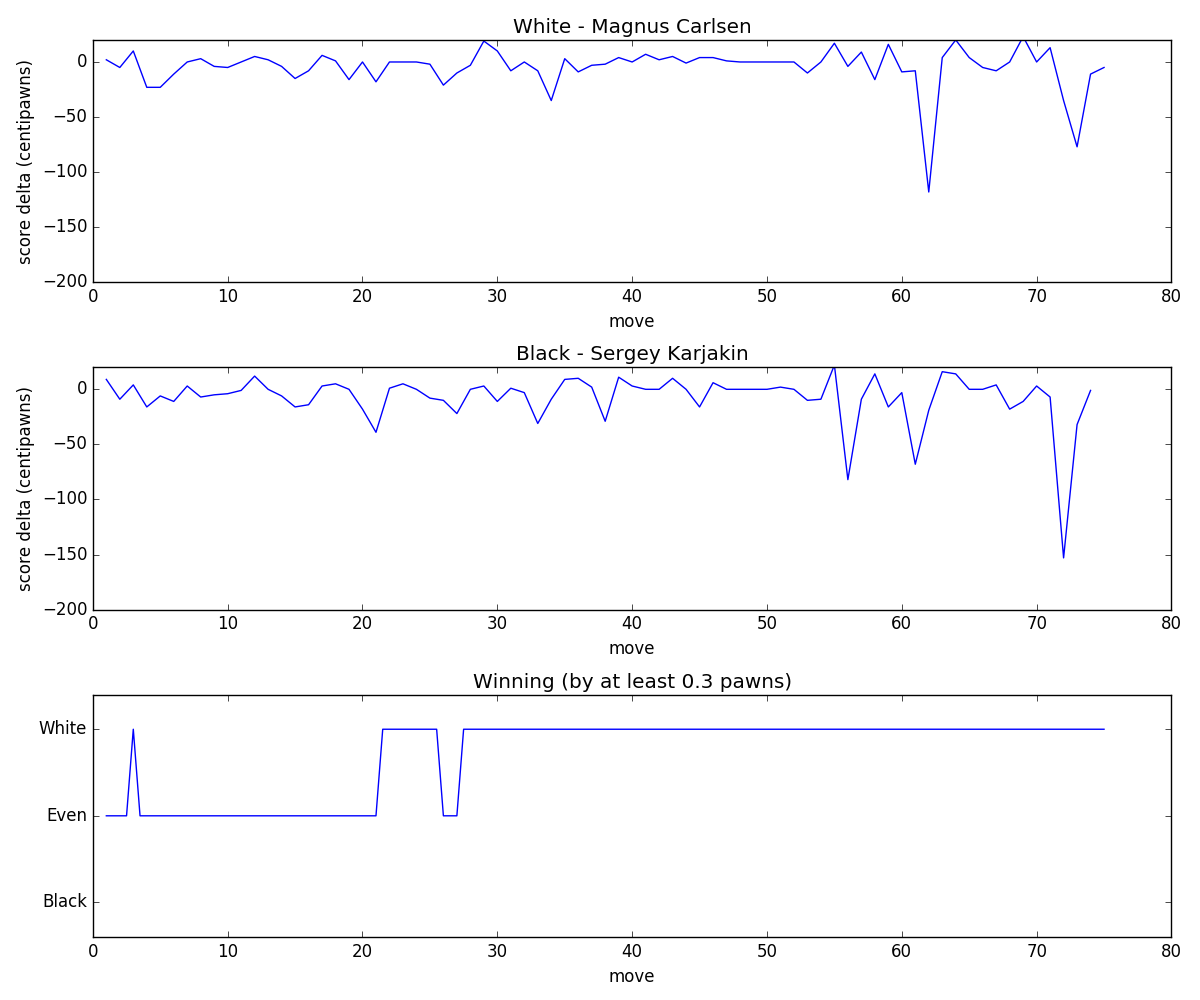 White - Magnus Carlsen
score delta (centipawns)
0
−50
−100
−150
−200
0 10 20 30 40 50 60 70 80
move
Black - Sergey Karjakin
score delta (centipawns)
0
−50
−100
−150
−200
0 10 20 30 40 50 60 70 80
move
Winning (by at least 0.3 pawns)
White
Even
Black
0 10 20 30 40 50 60 70 80
move